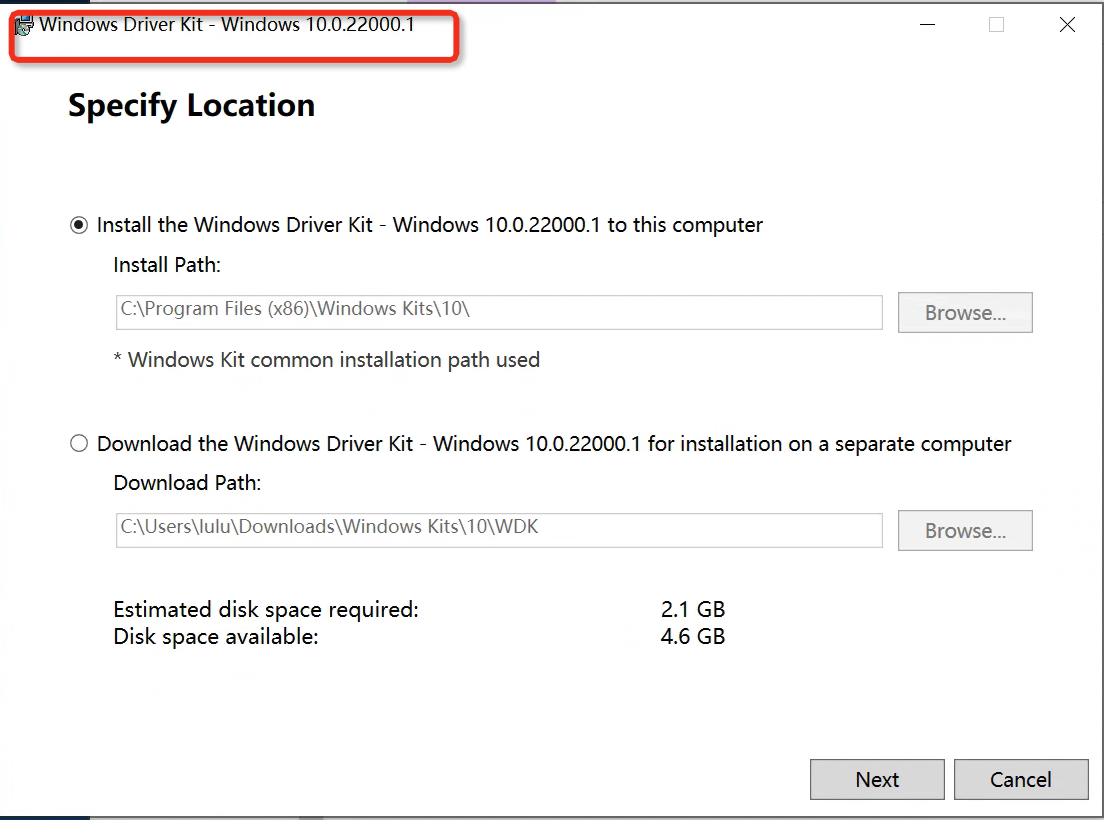 Windows Driver Kit - Windows 10.0.22000.1
Specify Location
Install the Windows Driver Kit - Windows 10.0.22000.1 to this computer
Install Path:
C:\Program Files (x86)\Windows Kits\10\
Browse...
* Windows Kit common installation path used
Download the Windows Driver Kit - Windows 10.0.22000.1 for installation on a separate computer
Download Path:
C:\Users\lulu\Downloads\Windows Kits\10\WDK
Browse...
Estimated disk space required: 2.1 GB
Disk space available: 4.6 GB
Next Cancel